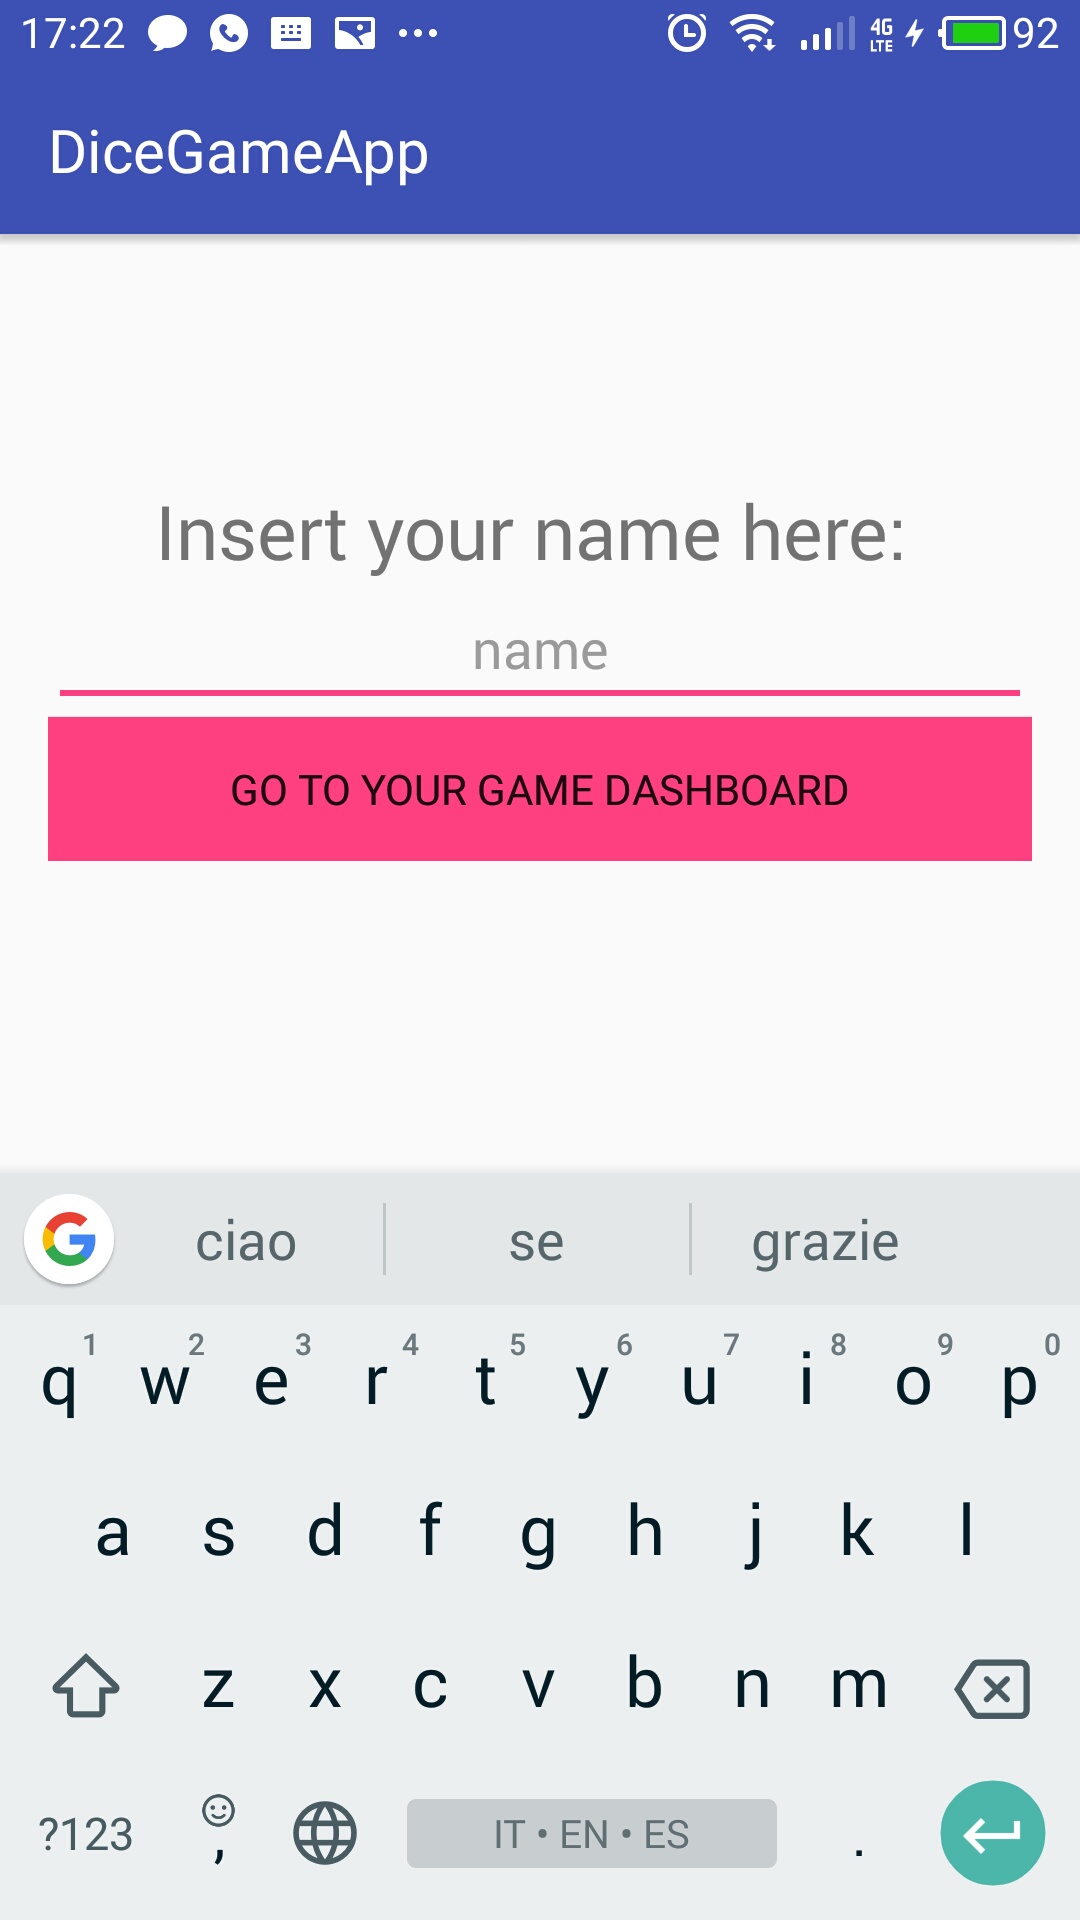 17:22 4G LTE 92
DiceGameApp
Insert your name here:
name
GO TO YOUR GAME DASHBOARD
G ciao se grazie
1 2 3 4 5 6 7 8 9 0
q w e r t y u i o p
a s d f g h j k l
z x c v b n m
?123 , IT • EN • ES .